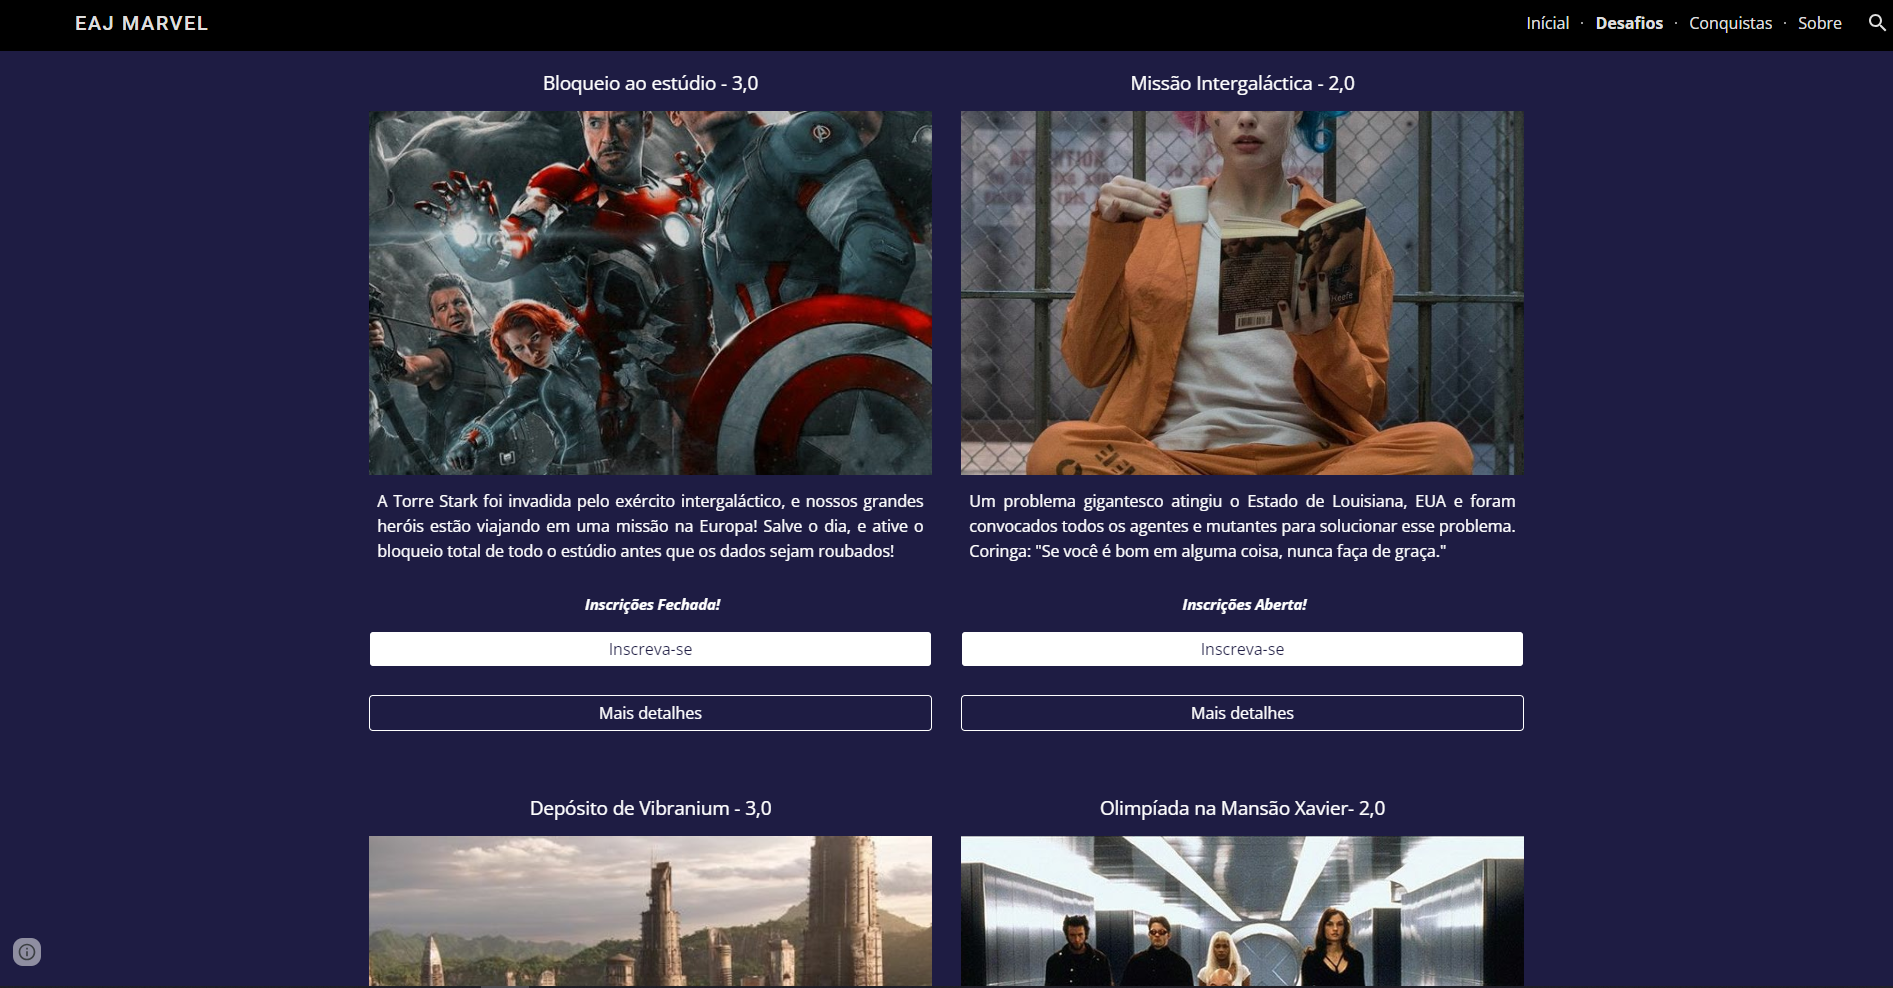 EAJ MARVEL
Inícial · Desafios · Conquistas · Sobre
Bloqueio ao estúdio - 3,0
A Torre Stark foi invadida pelo exército intergaláctico, e nossos grandes
heróis estão viajando em uma missão na Europa! Salve o dia, e ative o
bloqueio total de todo o estúdio antes que os dados sejam roubados!
Inscrições Fechada!
Inscreva-se
Mais detalhes
Missão Intergaláctica - 2,0
ATTENTION
Keefe
Um problema gigantesco atingiu o Estado de Louisiana, EUA e foram
convocados todos os agentes e mutantes para solucionar esse problema.
Coringa: "Se você é bom em alguma coisa, nunca faça de graça."
Inscrições Aberta!
Inscreva-se
Mais detalhes
Depósito de Vibranium - 3,0
Olimpíada na Mansão Xavier- 2,0